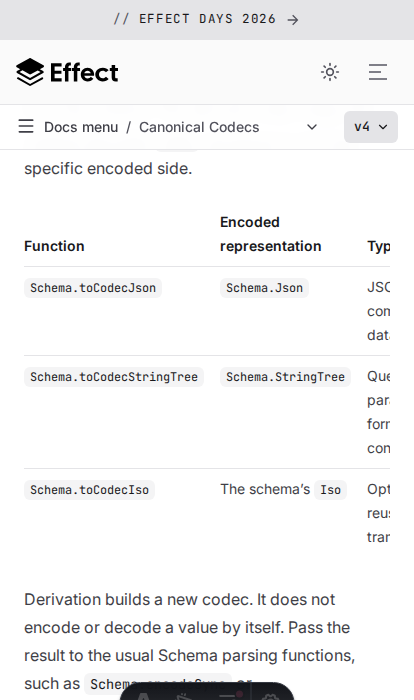 // EFFECT DAYS 2026 →
Effect
Docs menu / Canonical Codecs
v4
specific encoded side.
Encoded
Function representation
Schema.toCodecJson Schema.Json
Schema.toCodecStringTree Schema.StringTree
Schema.toCodecIso The schema's Iso
Derivation builds a new codec. It does not
encode or decode a value by itself. Pass the
result to the usual Schema parsing functions,
such as